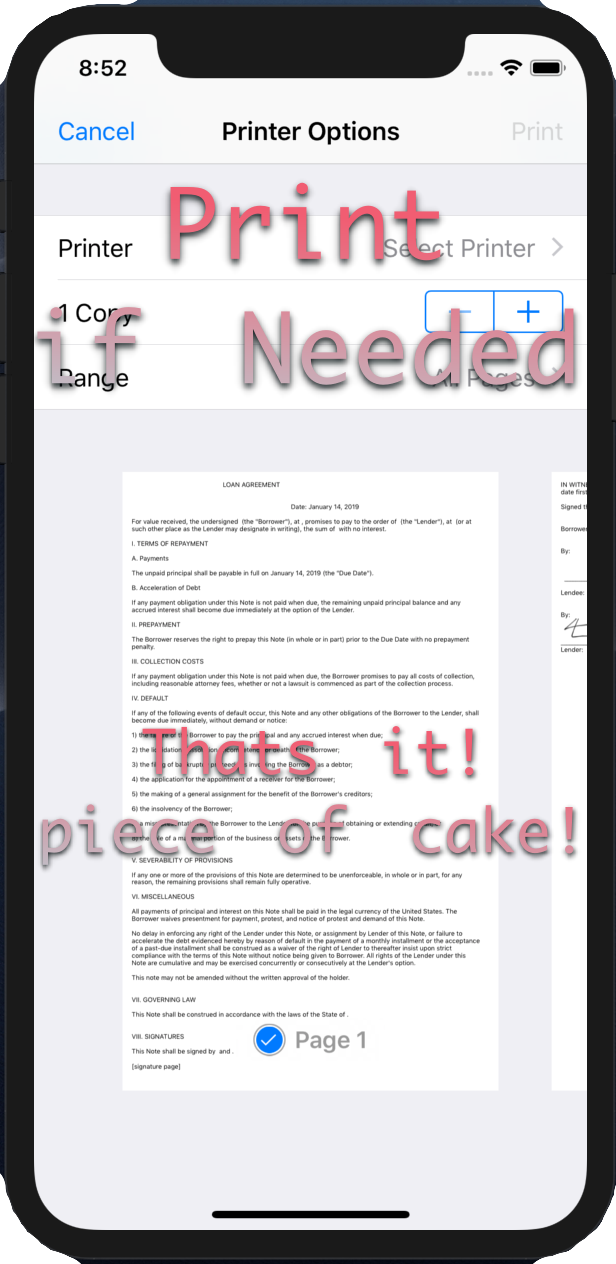 8:52
Cancel Printer Options Print
Print
Printer Select Printer
1 Copy
if Needed
Range All Pages
LOAN AGREEMENT
Date: January 14, 2019
For value received, the undersigned (the "Borrower"), at , promises to pay to the order of (the "Lender"), at (or at
such other place as the Lender may designate in writing), the sum of with no interest.
I. TERMS OF REPAYMENT
A. Payments
The unpaid principal shall be payable in full on January 14, 2019 (the "Due Date").
B. Acceleration of Debt
If any payment obligation under this Note is not paid when due, the remaining unpaid principal balance and any
accrued interest shall become due immediately at the option of the Lender.
II. PREPAYMENT
The Borrower reserves the right to prepay this Note (in whole or in part) prior to the Due Date with no prepayment
penalty.
III. COLLECTION COSTS
If any payment obligation under this Note is not paid when due, the Borrower promises to pay all costs of collection,
including reasonable attorney fees, whether or not a lawsuit is commenced as part of the collection process.
IV. DEFAULT
If any of the following events of default occur, this Note and any other obligations of the Borrower to the Lender, shall
become due immediately, without demand or notice:
1) the failure of the Borrower to pay the principal and any accrued interest when due;
Thats it!
2) the death of the Borrower;
3) the filing of bankruptcy proceedings involving the Borrower as a debtor;
4) the application for the appointment of a receiver for the Borrower;
5) the making of a general assignment for the benefit of the Borrower's creditors;
6) the insolvency of the Borrower;
piece of cake!
a misrepresentation by the Borrower to the Lender for the purpose of obtaining or extending
sale of a material portion of the business or assets of the Borrower.
V. SEVERABILITY OF PROVISIONS
If any one or more of the provisions of this Note are determined to be unenforceable, in whole or in part, for any
reason, the remaining provisions shall remain fully operative.
VI. MISCELLANEOUS
All payments of principal and interest on this Note shall be paid in the legal currency of the United States. The
Borrower waives presentment for payment, protest, and notice of protest and demand of this Note.
No delay in enforcing any right of the Lender under this Note, or assignment by Lender of this Note, or failure to
accelerate the debt evidenced hereby by reason of default in the payment of a monthly installment or the acceptance
of a past-due installment shall be construed as a waiver of the right of Lender to thereafter insist upon strict
compliance with the terms of this Note without notice being given to Borrower. All rights of the Lender under this
Note are cumulative and may be exercised concurrently or consecutively at the Lender's option.
This note may not be amended without the written approval of the holder.
VII. GOVERNING LAW
This Note shall be construed in accordance with the laws of the State of .
VIII. SIGNATURES
This Note shall be signed by and .
[signature page]
Page 1
IN WITN
date first
Signed th
Borrowe
By:
Lendee:
By:
Lender: